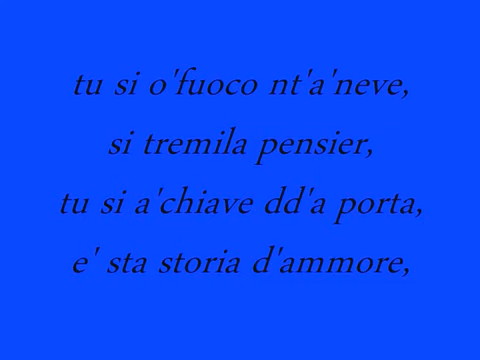 tu si o'fuoco nt'a'neve,
si tremila pensier,
tu si a'chiave dd'a porta,
e' sta storia d'ammore,